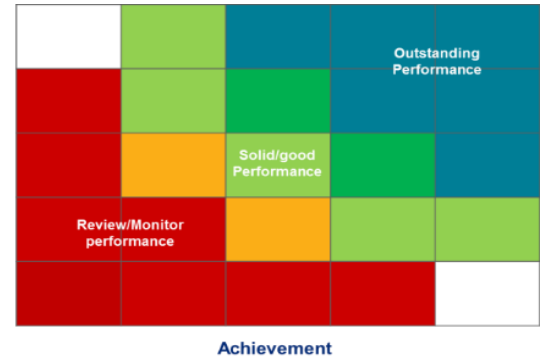 Outstanding
Performance
Solid/good
Performance
Review/Monitor
performance
Achievement